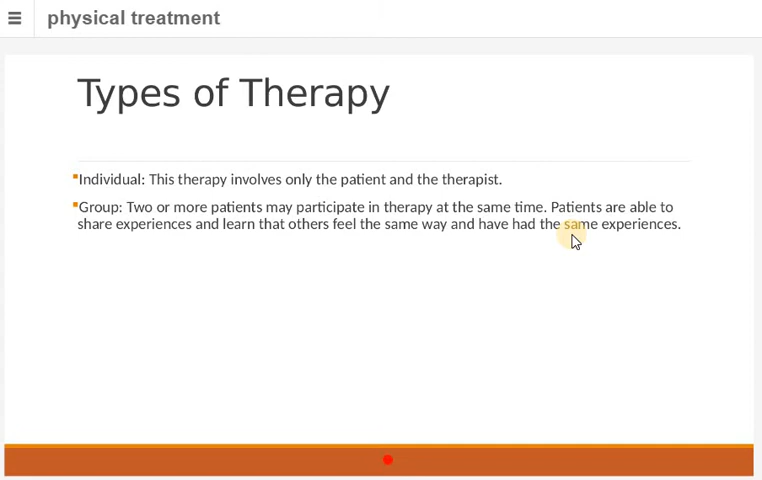 physical treatment
Types of Therapy
Individual: This therapy involves only the patient and the therapist.
Group: Two or more patients may participate in therapy at the same time. Patients are able to
share experiences and learn that others feel the same way and have had the same experiences.